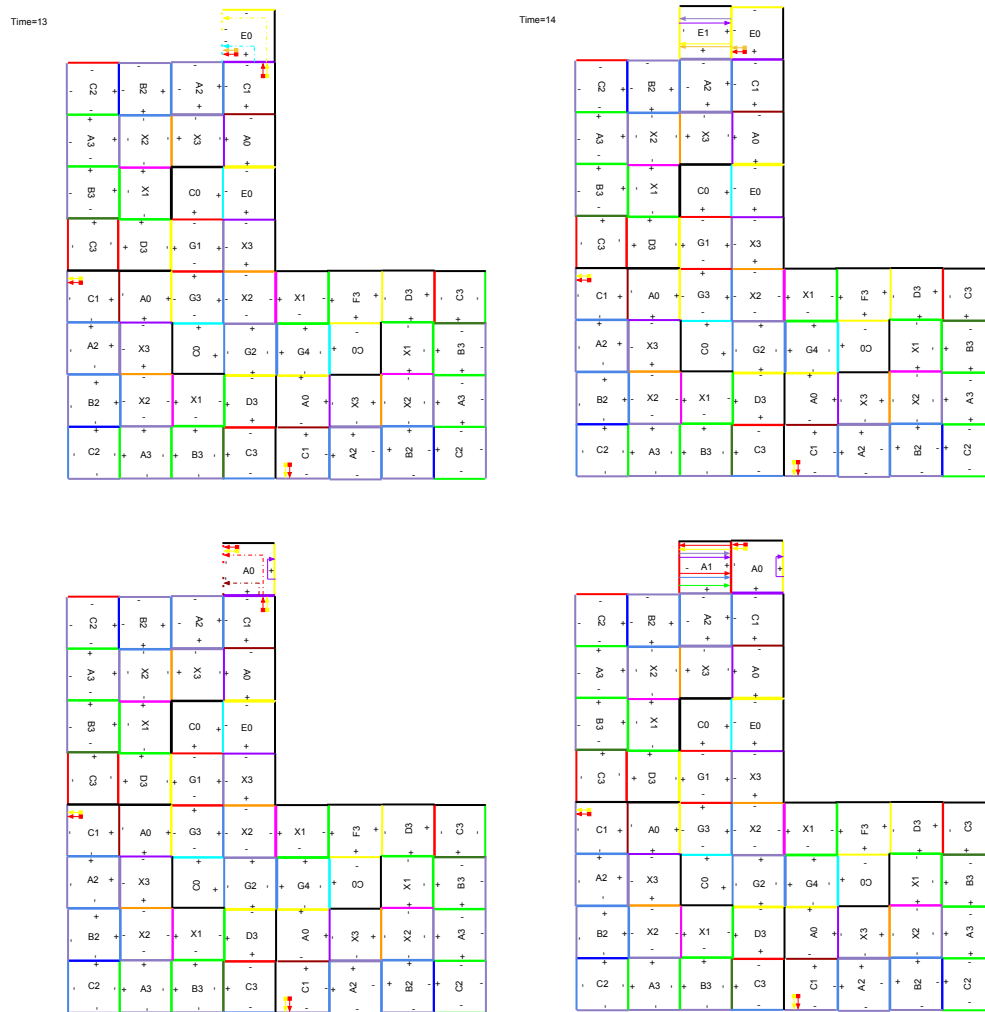 Time=13
Time=14
E0
E1 E0
C2 B2 A2 C1
C2 B2 A2 C1
A3 X2 X3 A0
A3 X2 X3 A0
B3 X1 C0 E0
B3 X1 C0 E0
C3 D3 G1 X3
C3 D3 G1 X3
C1 A0 G3 X2 X1 F3 D3 C3
C1 A0 G3 X2 X1 F3 D3 C3
A2 X3 C0 G2 G4 C0 X1 B3
A2 X3 C0 G2 G4 C0 X1 B3
B2 X2 X1 D3 A0 X3 X2 A3
B2 X2 X1 D3 A0 X3 X2 A3
C2 A3 B3 C3 C1 A2 B2 C2
C2 A3 B3 C3 C1 A2 B2 C2
A0
A1 A0
C2 B2 A2 C1
C2 B2 A2 C1
A3 X2 X3 A0
A3 X2 X3 A0
B3 X1 C0 E0
B3 X1 C0 E0
C3 D3 G1 X3
C3 D3 G1 X3
C1 A0 G3 X2 X1 F3 D3 C3
C1 A0 G3 X2 X1 F3 D3 C3
A2 X3 C0 G2 G4 C0 X1 B3
A2 X3 C0 G2 G4 C0 X1 B3
B2 X2 X1 D3 A0 X3 X2 A3
B2 X2 X1 D3 A0 X3 X2 A3
C2 A3 B3 C3 C1 A2 B2 C2
C2 A3 B3 C3 C1 A2 B2 C2